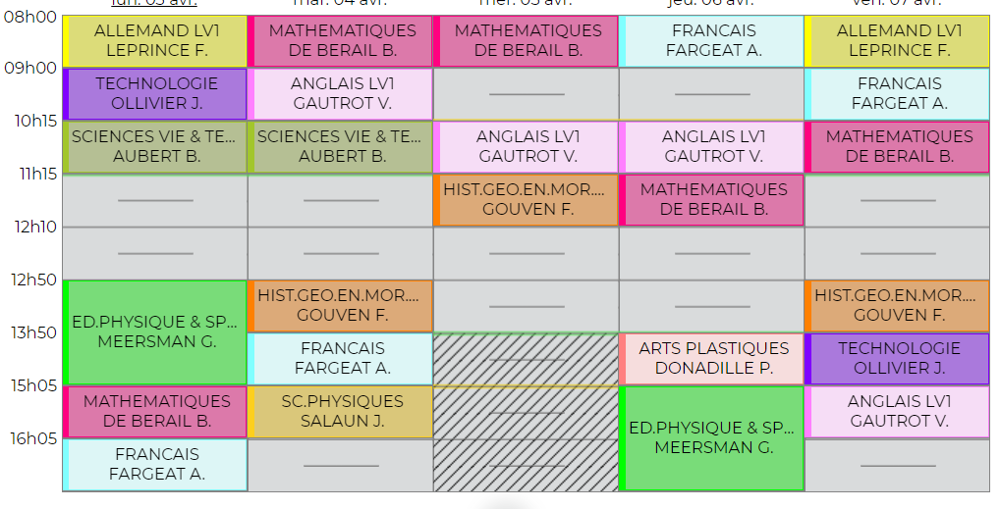 lun. 03 avr. mar. 04 avr. mer. 05 avr. jeu. 06 avr. ven. 07 avr.
08h00
ALLEMAND LV1
LEPRINCE F.
MATHEMATIQUES
DE BERAIL B.
MATHEMATIQUES
DE BERAIL B.
FRANCAIS
FARGEAT A.
ALLEMAND LV1
LEPRINCE F.
09h00
TECHNOLOGIE
OLLIVIER J.
ANGLAIS LV1
GAUTROT V.
FRANCAIS
FARGEAT A.
10h15
SCIENCES VIE & TE...
AUBERT B.
SCIENCES VIE & TE...
AUBERT B.
ANGLAIS LV1
GAUTROT V.
ANGLAIS LV1
GAUTROT V.
MATHEMATIQUES
DE BERAIL B.
11h15
HIST.GEO.EN.MOR....
GOUVEN F.
MATHEMATIQUES
DE BERAIL B.
12h10
12h50
ED.PHYSIQUE & SP...
MEERSMAN G.
HIST.GEO.EN.MOR....
GOUVEN F.
HIST.GEO.EN.MOR....
GOUVEN F.
13h50
FRANCAIS
FARGEAT A.
ARTS PLASTIQUES
DONADILLE P.
TECHNOLOGIE
OLLIVIER J.
15h05
MATHEMATIQUES
DE BERAIL B.
SC.PHYSIQUES
SALAUN J.
ED.PHYSIQUE & SP...
MEERSMAN G.
ANGLAIS LV1
GAUTROT V.
16h05
FRANCAIS
FARGEAT A.